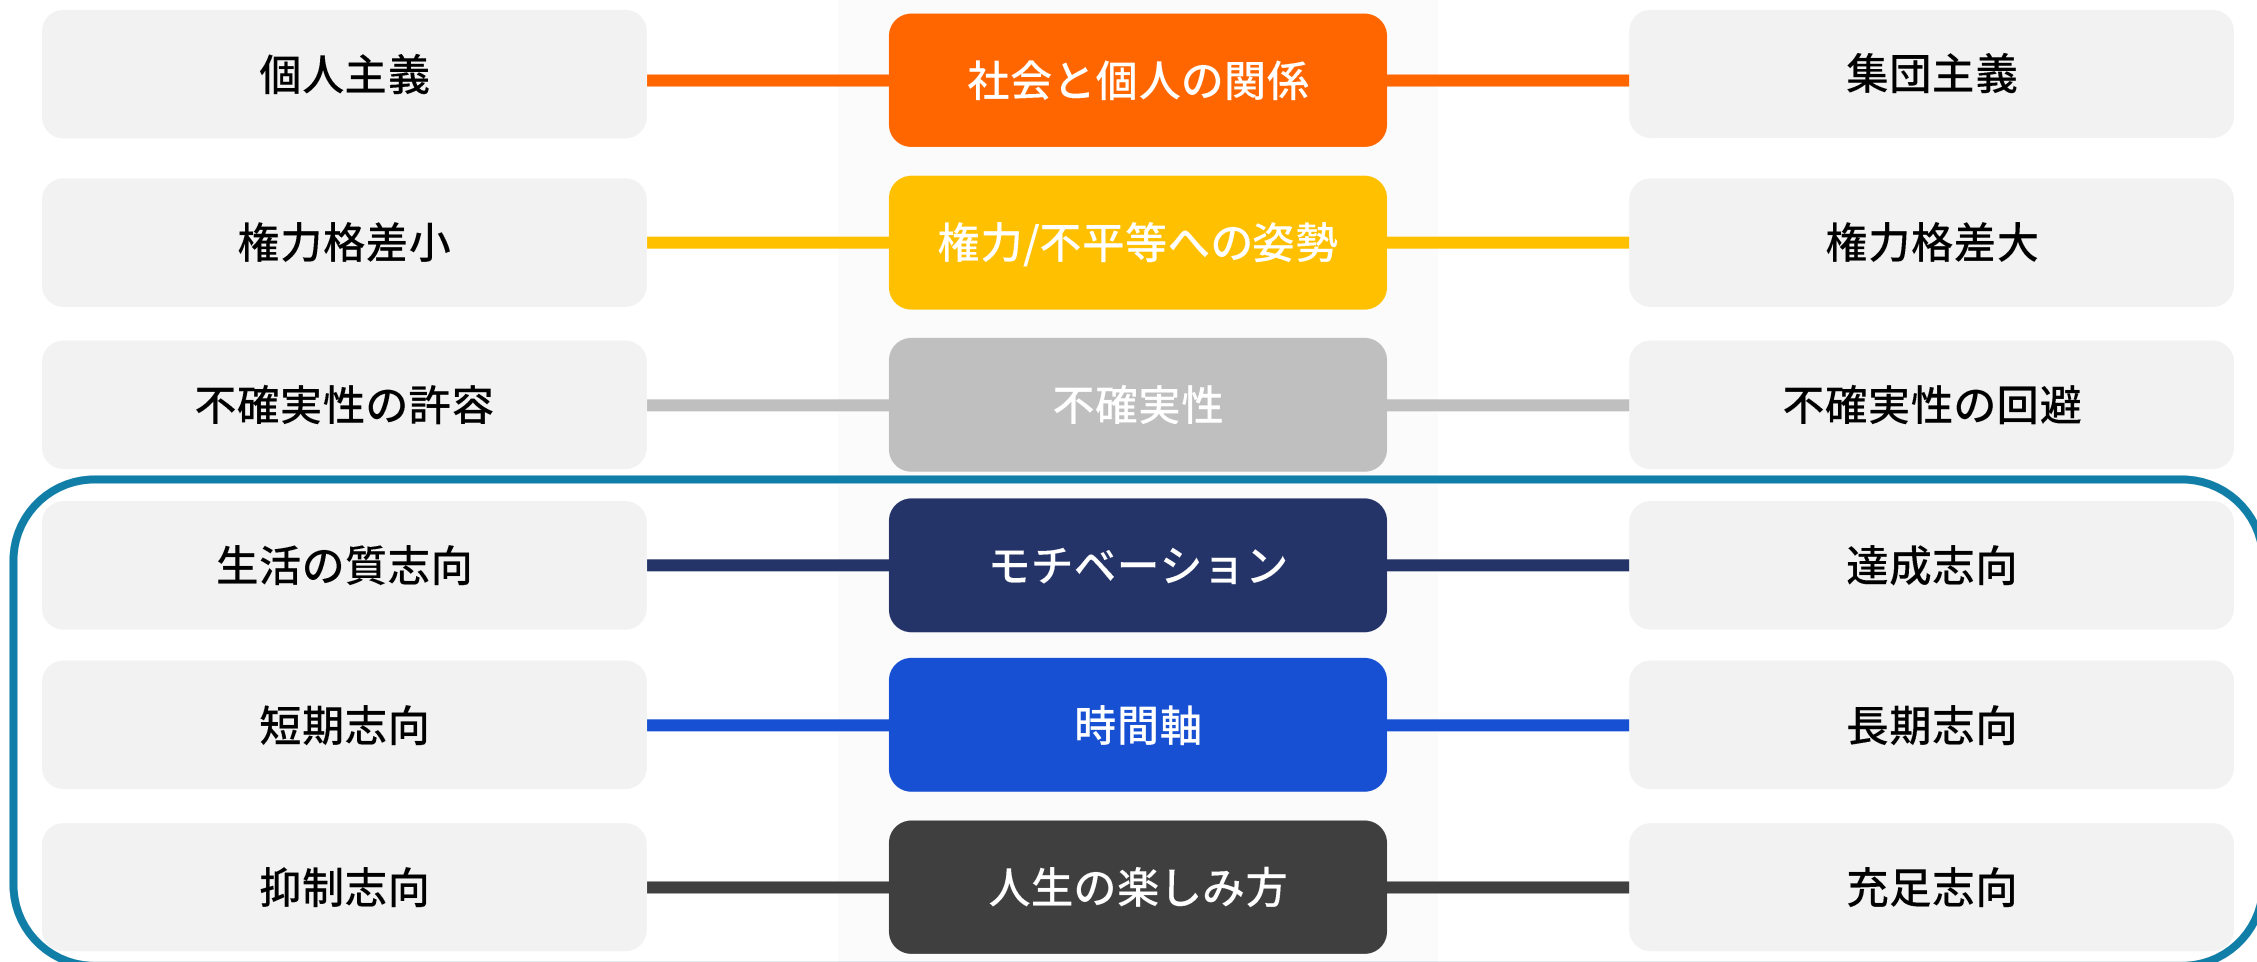 個人主義
社会と個人の関係
集団主義
権力格差小
権力/不平等への姿勢
権力格差大
不確実性の許容
不確実性
不確実性の回避
生活の質志向
モチベーション
達成志向
短期志向
時間軸
長期志向
抑制志向
人生の楽しみ方
充足志向